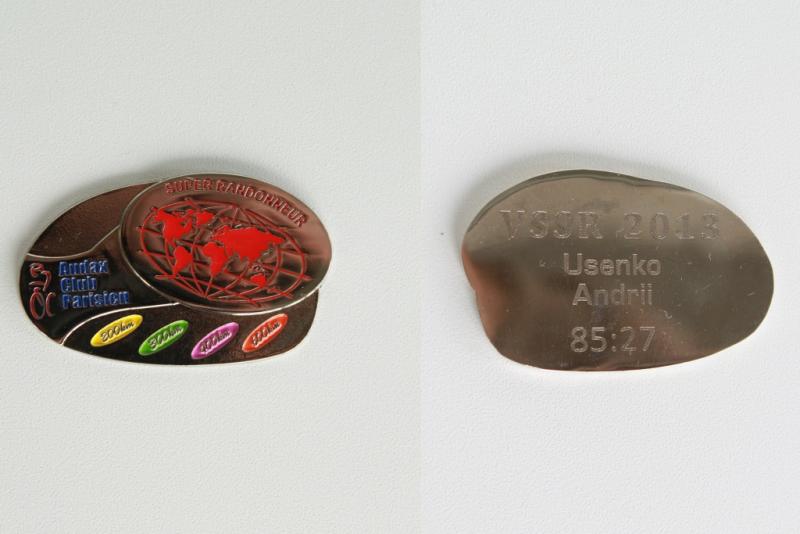 SUPER RANDONNEUR
Audax
Club
Parisien
200km
300km
400km
600km
VSSR 2013
Usenko
Andrii
85:27